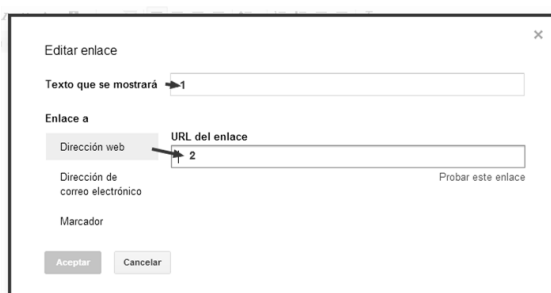 Editar enlace
Texto que se mostrará 1
Enlace a
Dirección web
URL del enlace
2
Probar este enlace
Dirección de
correo electrónico
Marcador
Aceptar Cancelar